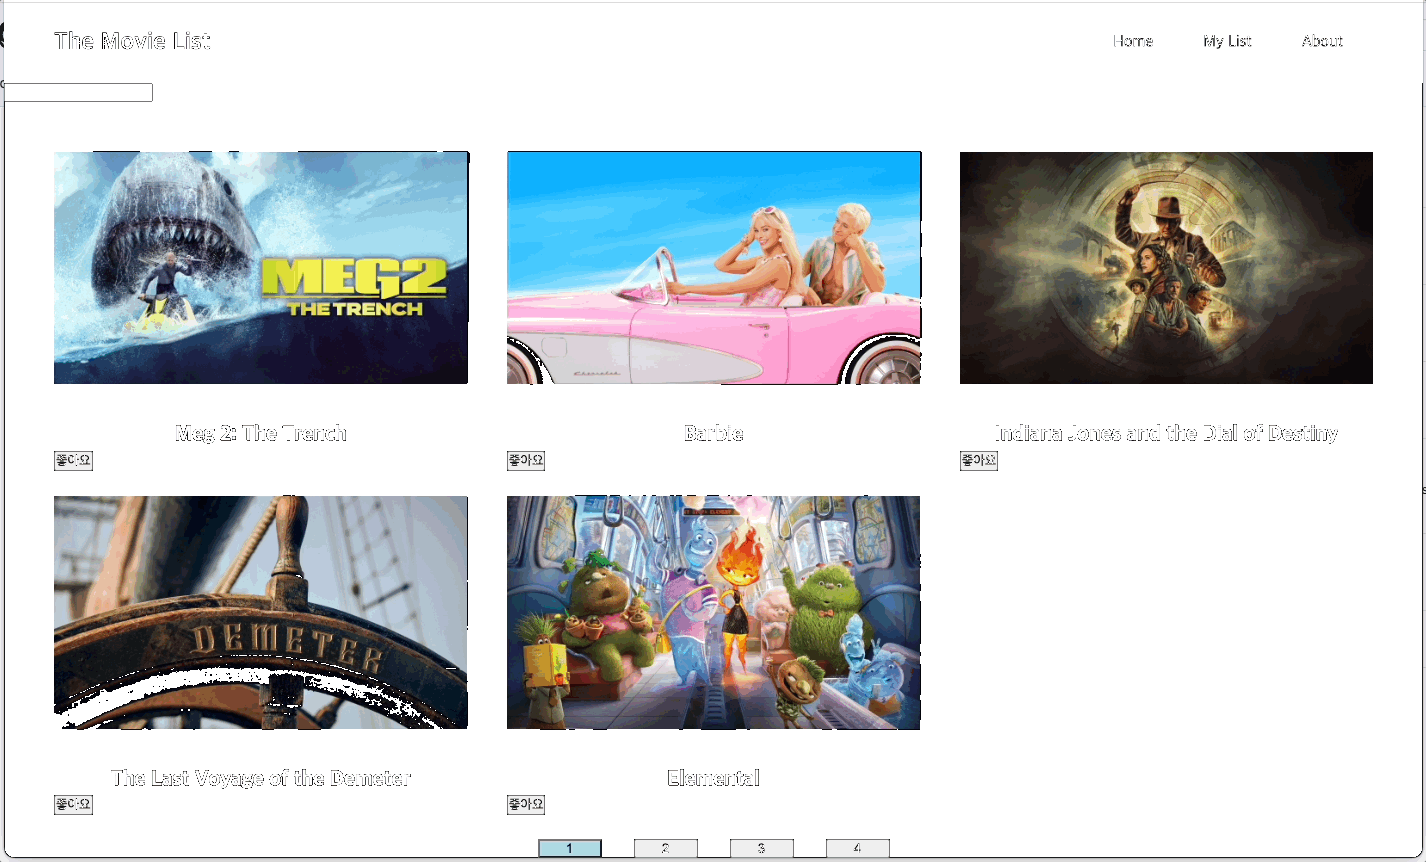 The Movie List
Home My List About
MEG2
THE TRENCH
Meg 2: The Trench
Barbie
Indiana Jones and the Dial of Destiny
좋아요
좋아요
좋아요
DEMETER
The Last Voyage of the Demeter
Elemental
좋아요
좋아요
1 2 3 4